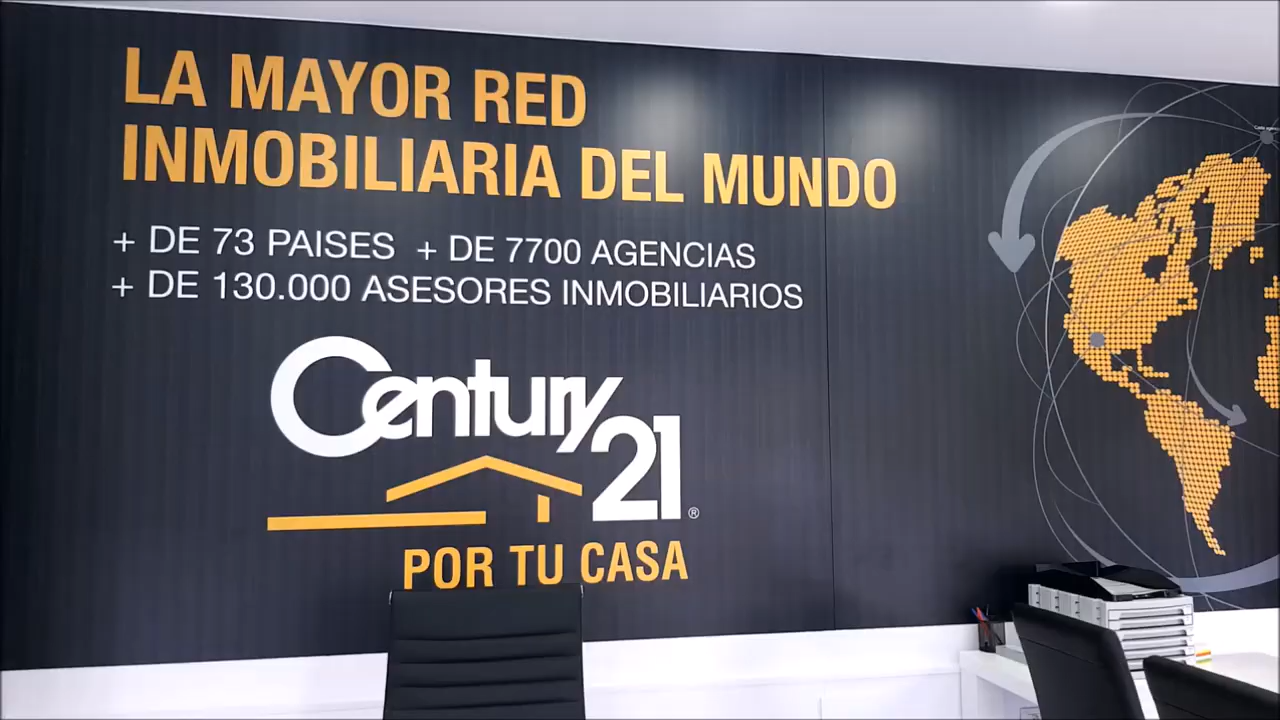 LA MAYOR RED
INMOBILIARIA DEL MUNDO
+ DE 73 PAISES + DE 7700 AGENCIAS
+ DE 130.000 ASESORES INMOBILIARIOS
Century
21®
POR TU CASA